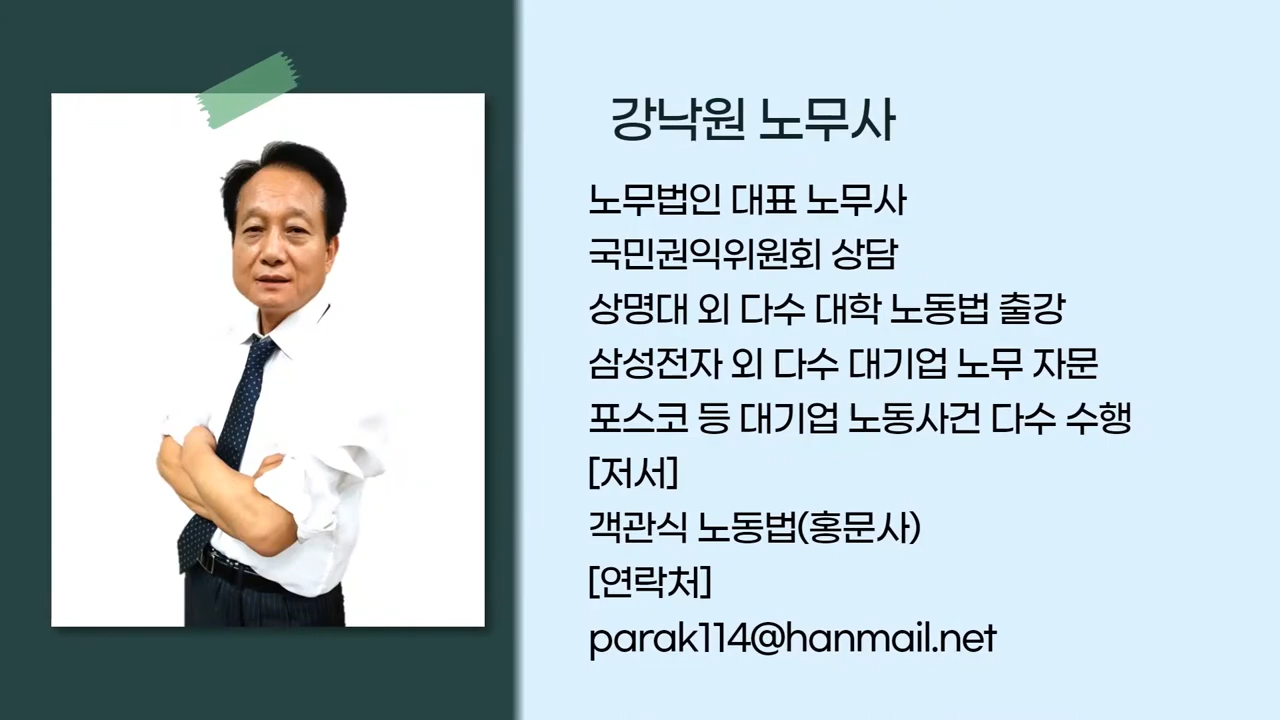 강낙원 노무사
노무법인 대표 노무사
국민권익위원회 상담
상명대 외 다수 대학 노동법 출강
삼성전자 외 다수 대기업 노무 자문
포스코 등 대기업 노동사건 다수 수행
[저서]
객관식 노동법(홍문사)
[연락처]
parak114@hanmail.net